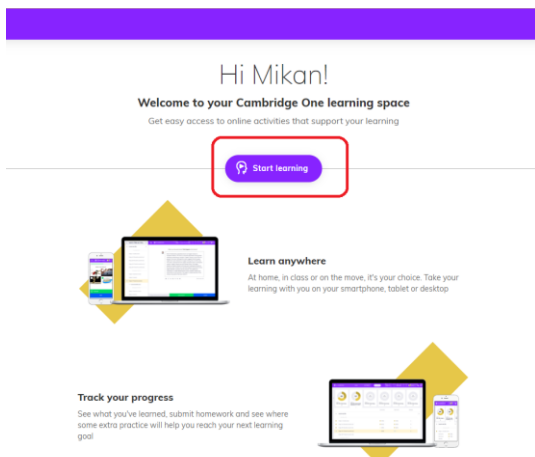 Hi Mikan!
Welcome to your Cambridge One learning space
Get easy access to online activities that support your learning
Start learning
Learn anywhere
At home, in class or on the move, it's your choice. Take your
learning with you on your smartphone, tablet or desktop
Track your progress
See what you've learned, submit homework and see where
some extra practice will help you reach your next learning
goal